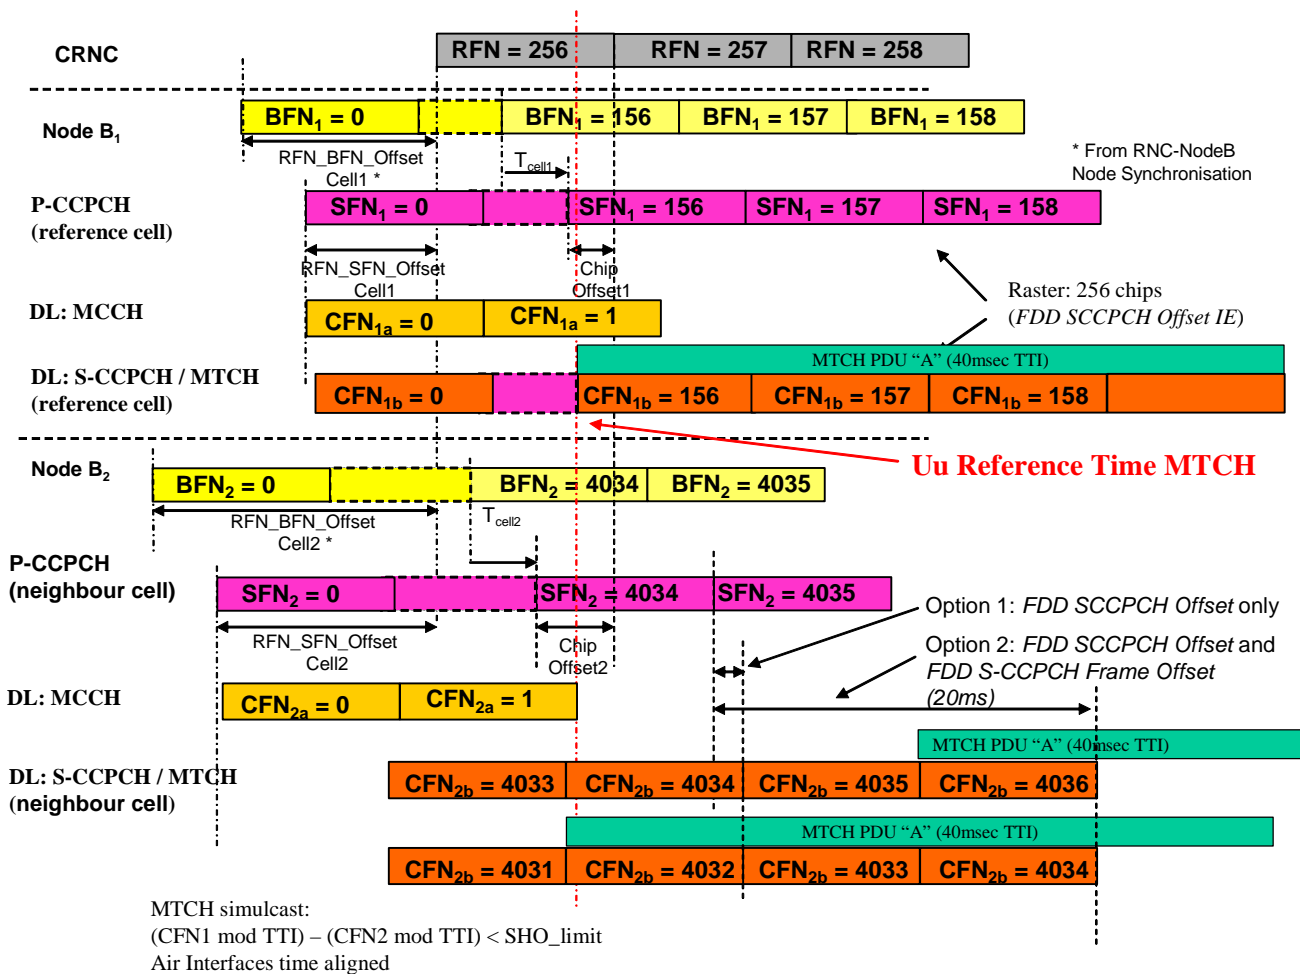 CRNC
RFN = 256
RFN = 257
RFN = 258
Node B1
BFN1 = 0
BFN1 = 156
BFN1 = 157
BFN1 = 158
RFN_BFN_Offset
Cell1 *
Tcell1
* From RNC-NodeB
Node Synchronisation
P-CCPCH
(reference cell)
SFN1 = 0
SFN1 = 156
SFN1 = 157
SFN1 = 158
RFN_SFN_Offset
Cell1
Chip
Offset1
Raster: 256 chips
(FDD SCCPCH Offset IE)
DL: MCCH
CFN1a = 0
CFN1a = 1
MTCH PDU “A” (40msec TTI)
DL: S-CCPCH / MTCH
(reference cell)
CFN1b = 0
CFN1b = 156
CFN1b = 157
CFN1b = 158
Uu Reference Time MTCH
Node B2
BFN2 = 0
BFN2 = 4034
BFN2 = 4035
RFN_BFN_Offset
Cell2 *
Tcell2
P-CCPCH
(neighbour cell)
SFN2 = 0
SFN2 = 4034
SFN2 = 4035
RFN_SFN_Offset
Cell2
Chip
Offset2
Option 1: FDD SCCPCH Offset only
Option 2: FDD SCCPCH Offset and
FDD S-CCPCH Frame Offset
(20ms)
DL: MCCH
CFN2a = 0
CFN2a = 1
MTCH PDU “A” (40msec TTI)
DL: S-CCPCH / MTCH
(neighbour cell)
CFN2b = 4033
CFN2b = 4034
CFN2b = 4035
CFN2b = 4036
MTCH PDU “A” (40msec TTI)
CFN2b = 4031
CFN2b = 4032
CFN2b = 4033
CFN2b = 4034
MTCH simulcast:
(CFN1 mod TTI) – (CFN2 mod TTI) < SHO_limit
Air Interfaces time aligned